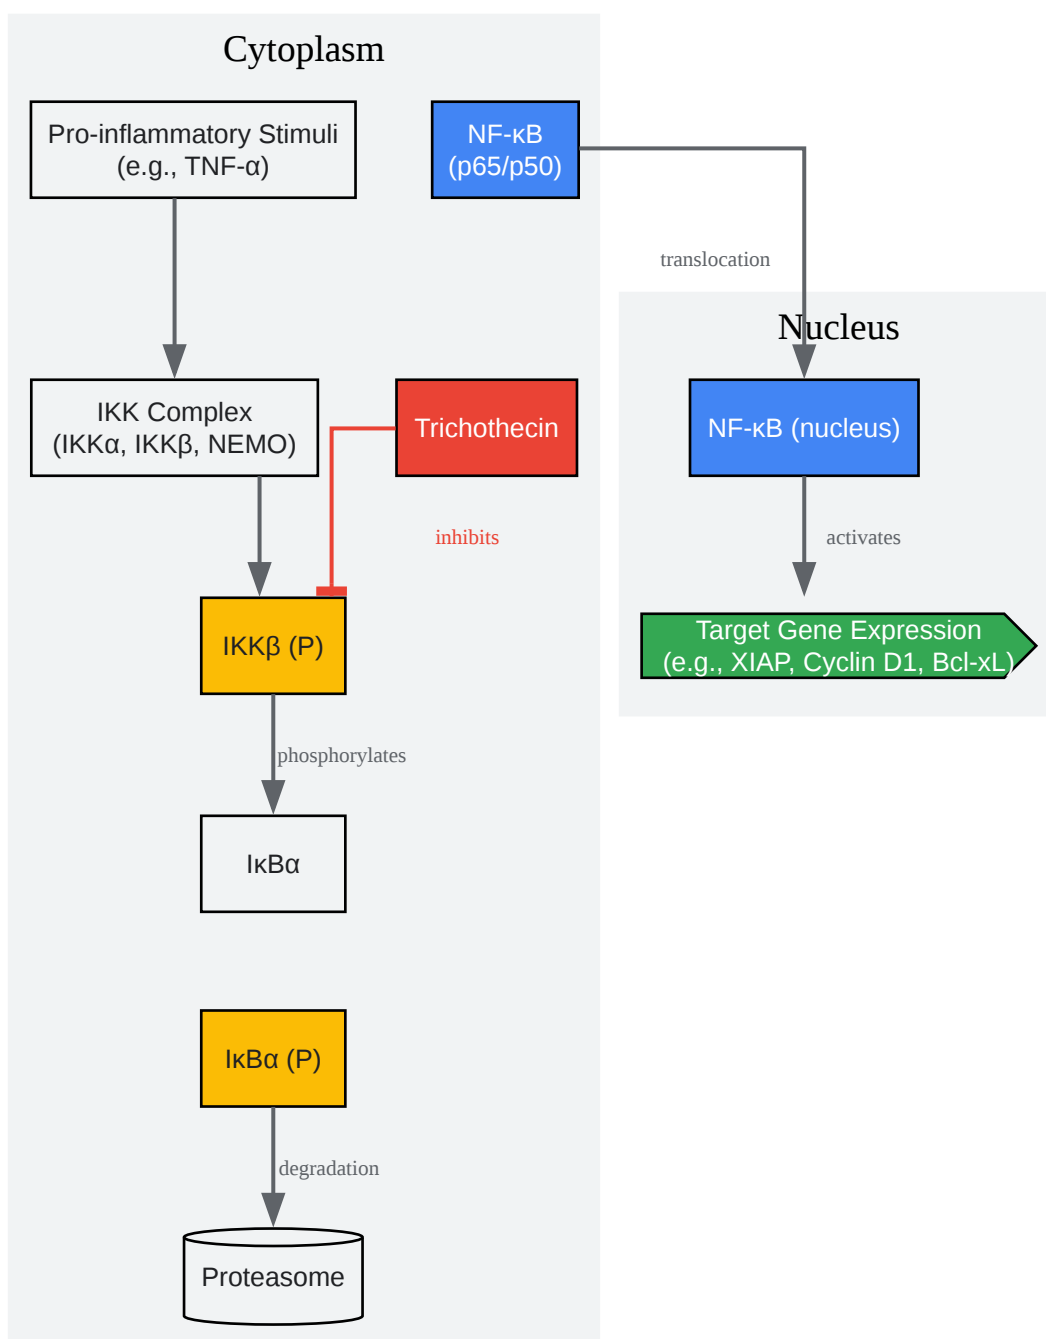 Cytoplasm
Pro-inflammatory Stimuli
(e.g., TNF-α)
NF-κB
(p65/p50)
translocation
Nucleus
IKK Complex
(IKKα, IKKβ, NEMO)
Trichothecin
NF-κB (nucleus)
inhibits
activates
IKKβ (P)
Target Gene Expression
(e.g., XIAP, Cyclin D1, Bcl-xL)
phosphorylates
IκBα
IκBα (P)
degradation
Proteasome